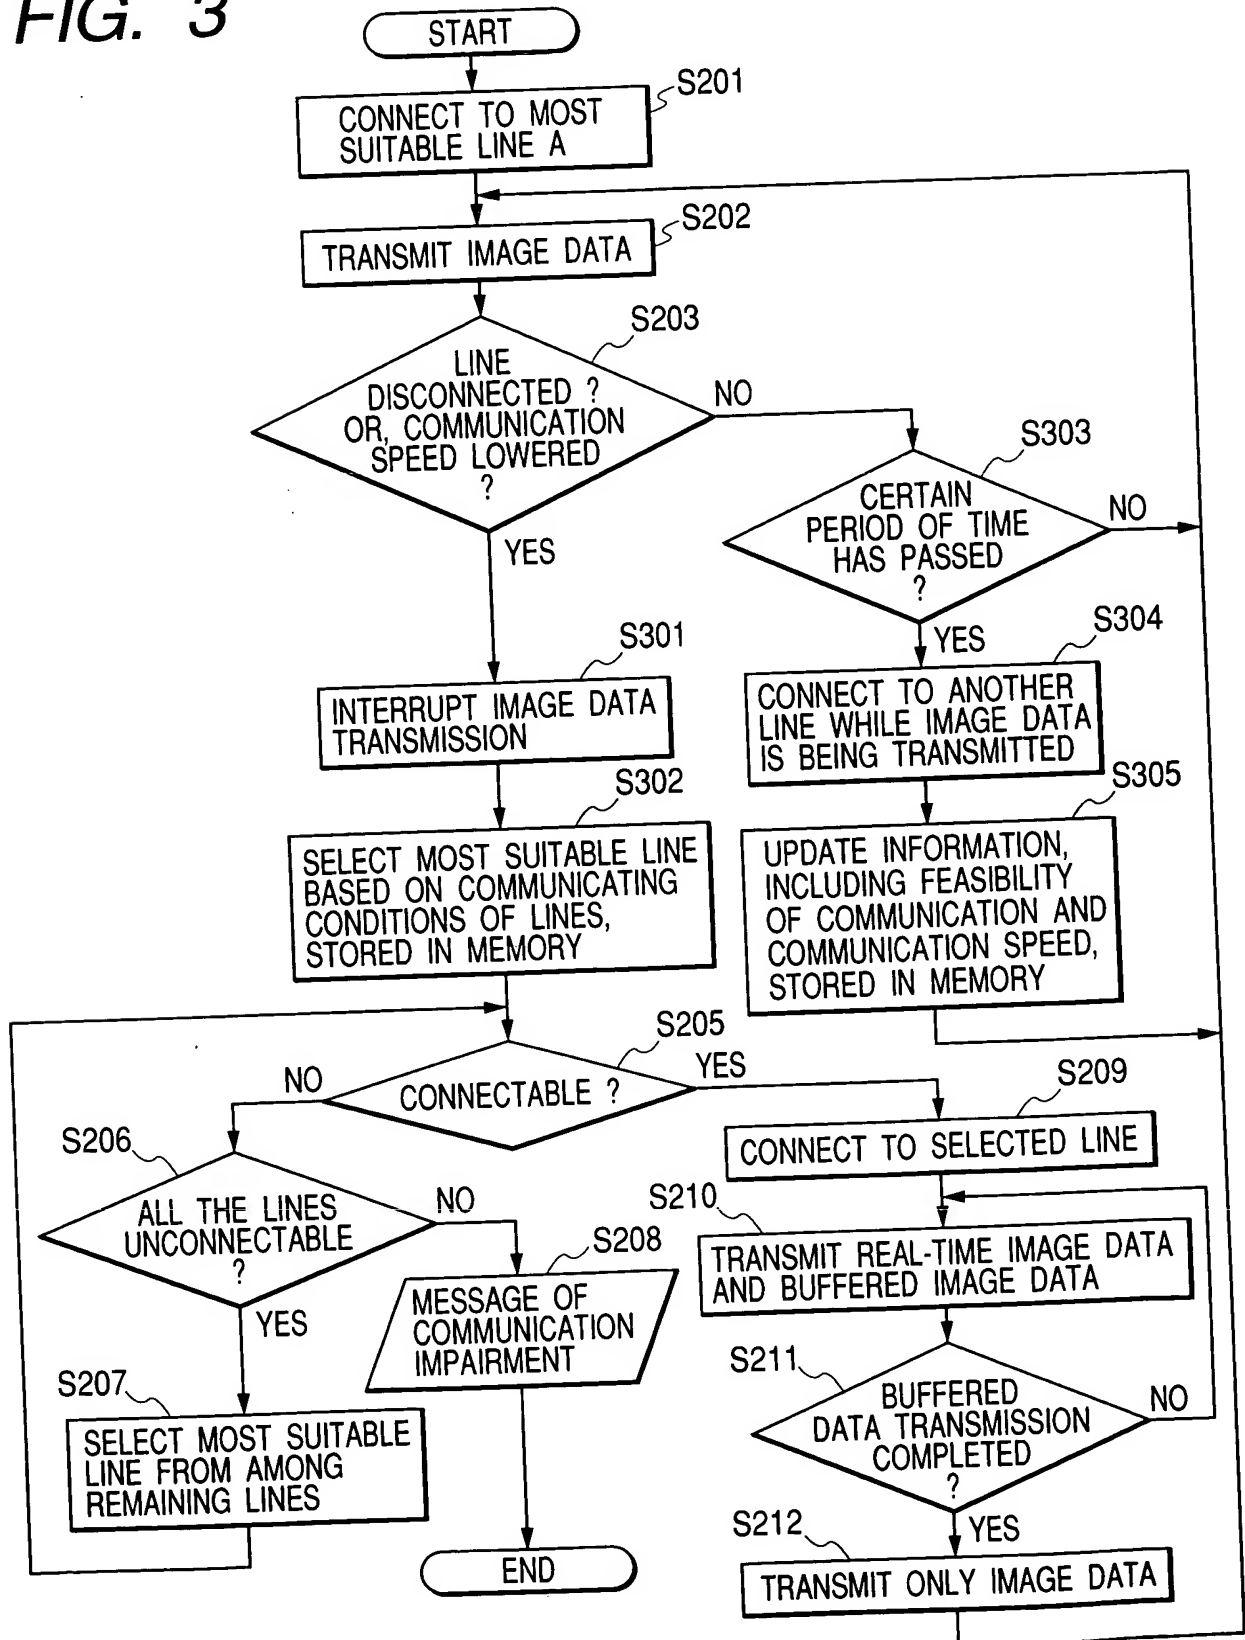 FIG. 3
START
S201
CONNECT TO MOST
SUITABLE LINE A
S202
TRANSMIT IMAGE DATA
S203
LINE
DISCONNECTED ?
OR, COMMUNICATION
SPEED LOWERED
?
NO
YES
S303
CERTAIN
PERIOD OF TIME
HAS PASSED
?
NO
YES
S301
INTERRUPT IMAGE DATA
TRANSMISSION
S304
CONNECT TO ANOTHER
LINE WHILE IMAGE DATA
IS BEING TRANSMITTED
S302
SELECT MOST SUITABLE LINE
BASED ON COMMUNICATING
CONDITIONS OF LINES,
STORED IN MEMORY
S305
UPDATE INFORMATION,
INCLUDING FEASIBILITY
OF COMMUNICATION AND
COMMUNICATION SPEED,
STORED IN MEMORY
S205
CONNECTABLE ?
NO
YES
S206
ALL THE LINES
UNCONNECTABLE
?
NO
YES
S209
CONNECT TO SELECTED LINE
S210
TRANSMIT REAL-TIME IMAGE DATA
AND BUFFERED IMAGE DATA
S208
MESSAGE OF
COMMUNICATION
IMPAIRMENT
S211
BUFFERED
DATA TRANSMISSION
COMPLETED
?
NO
YES
S207
SELECT MOST SUITABLE
LINE FROM AMONG
REMAINING LINES
S212
TRANSMIT ONLY IMAGE DATA
END